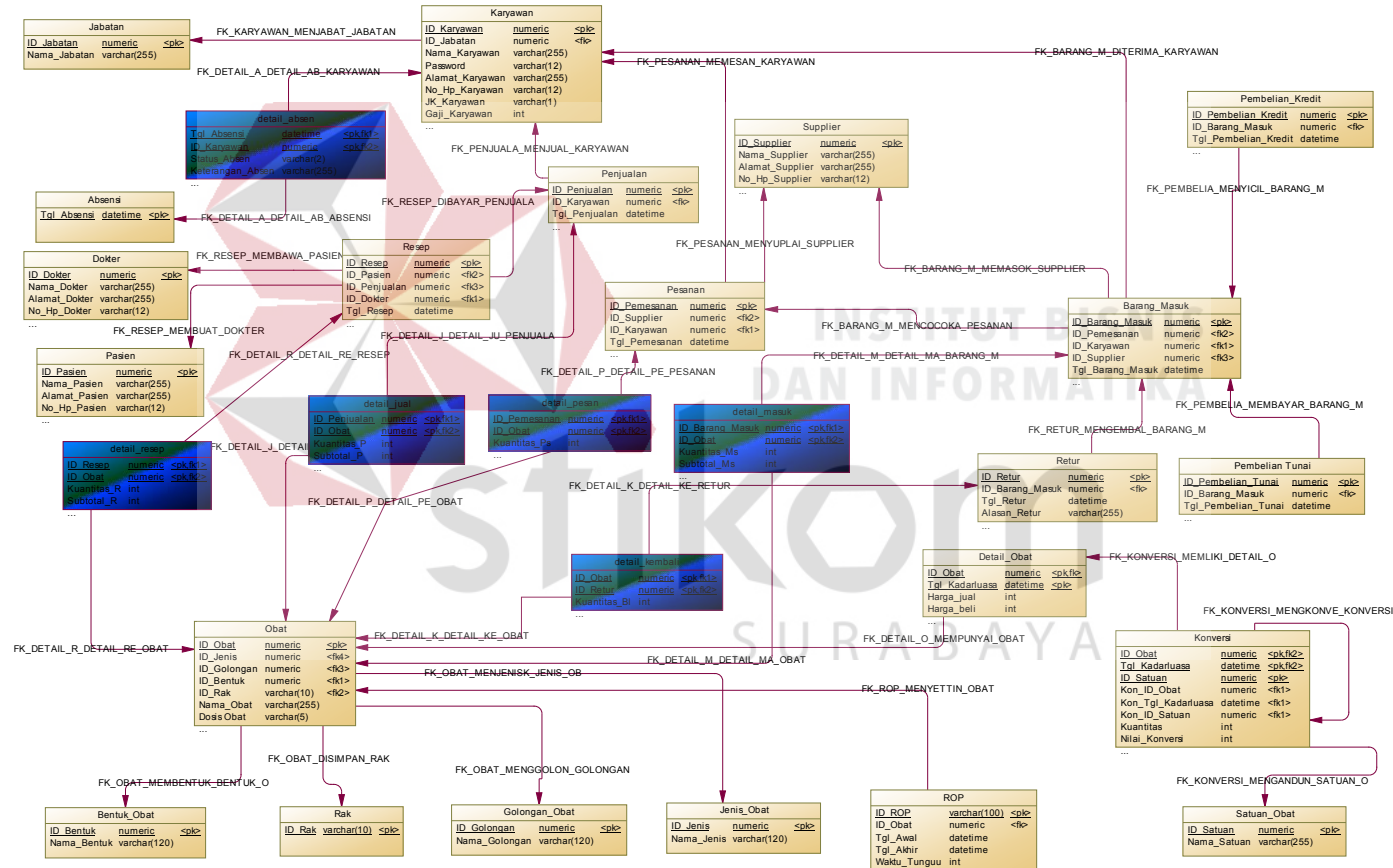 Jabatan
ID_Jabatan numeric <pk>
Nama_Jabatan varchar(255)
FK_KARYAWAN_MENJABAT_JABATAN
Karyawan
ID_Karyawan numeric <pk>
ID_Jabatan numeric <fk>
Nama_Karyawan varchar(255)
Password varchar(12)
Alamat_Karyawan varchar(255)
No_Hp_Karyawan varchar(12)
JK_Karyawan varchar(1)
Gaji_Karyawan int
...
FK_DETAIL_A_DETAIL_AB_KARYAWAN
FK_PESANAN_MEMESAN_KARYAWAN
FK_BARANG_M_DITERIMA_KARYAWAN
detail_absen
Tgl_Absensi datetime <pk,fk1>
ID_Karyawan numeric <pk,fk2>
Status_Absen varchar(2)
Keterangan_Absen varchar(255)
...
FK_PENJUALA_MENJUAL_KARYAWAN
Supplier
ID_Supplier numeric <pk>
Nama_Supplier varchar(255)
Alamat_Supplier varchar(255)
No_Hp_Supplier varchar(12)
...
Pembelian_Kredit
ID_Pembelian_Kredit numeric <pk>
ID_Barang_Masuk numeric <fk>
Tgl_Pembelian_Kredit datetime
...
FK_PEMBELIA_MENYICIL_BARANG_M
Absensi
Tgl_Absensi datetime <pk>
...
FK_DETAIL_A_DETAIL_AB_ABSENSI
Penjualan
ID_Penjualan numeric <pk>
ID_Karyawan numeric <fk>
Tgl_Penjualan datetime
...
FK_RESEP_DIBAYAR_PENJUALA
FK_PESANAN_MENYUPLAI_SUPPLIER
FK_BARANG_M_MEMASOK_SUPPLIER
Dokter
ID_Dokter numeric <pk>
Nama_Dokter varchar(255)
Alamat_Dokter varchar(255)
No_Hp_Dokter varchar(12)
...
FK_RESEP_MEMBAWA_PASIEN
Resep
ID_Resep numeric <pk>
ID_Pasien numeric <fk2>
ID_Penjualan numeric <fk3>
ID_Dokter numeric <fk1>
Tgl_Resep datetime
...
FK_RESEP_MEMBUAT_DOKTER
FK_DETAIL_J_DETAIL_JU_PENJUALA
Pesanan
ID_Pemesanan numeric <pk>
ID_Supplier numeric <fk2>
ID_Karyawan numeric <fk1>
Tgl_Pemesanan datetime
...
FK_BARANG_M_MENCOCOKA_PESANAN
Barang_Masuk
ID_Barang_Masuk numeric <pk>
ID_Pemesanan numeric <fk2>
ID_Karyawan numeric <fk1>
ID_Supplier numeric <fk3>
Tgl_Barang_Masuk datetime
...
INSTITUT BISNIS
DAN INFORMATIKA
Pasien
ID_Pasien numeric <pk>
Nama_Pasien varchar(255)
Alamat_Pasien varchar(255)
No_Hp_Pasien varchar(12)
...
FK_DETAIL_R_DETAIL_RE_RESEP
FK_DETAIL_P_DETAIL_PE_PESANAN
FK_DETAIL_M_DETAIL_MA_BARANG_M
FK_PEMBELIA_MEMBAYAR_BARANG_M
FK_RETUR_MENGEMBAL_BARANG_M
detail_jual
ID_Penjualan numeric <pk,fk1>
ID_Obat numeric <pk,fk2>
Kuantitas_P int
Subtotal_P int
...
detail_pesan
ID_Pemesanan numeric <pk,fk1>
ID_Obat numeric <pk,fk2>
Kuantitas_Ps int
...
detail_masuk
ID_Barang_Masuk numeric <pk,fk1>
ID_Obat numeric <pk,fk2>
Kuantitas_Ms int
Subtotal_Ms int
...
detail_resep
ID_Resep numeric <pk,fk1>
ID_Obat numeric <pk,fk2>
Kuantitas_R int
Subtotal_R int
...
FK_DETAIL_J_DETAI
FK_DETAIL_P_DETAIL_PE_OBAT
FK_DETAIL_K_DETAIL_KE_RETUR
Retur
ID_Retur numeric <pk>
ID_Barang_Masuk numeric <fk>
Tgl_Retur datetime
Alasan_Retur varchar(255)
...
Pembelian Tunai
ID_Pembelian_Tunai numeric <pk>
ID_Barang_Masuk numeric <fk>
Tgl_Pembelian_Tunai datetime
...
stikom
SURABAYA
detail_kembali
ID_Obat numeric <pk,fk1>
ID_Retur numeric <pk,fk2>
Kuantitas_Bl int
...
Detail_Obat
ID_Obat numeric <pk,fk>
Tgl_Kadarluasa datetime <pk>
Harga_jual int
Harga_beli int
...
FK_KONVERSI_MEMLIKI_DETAIL_O
FK_KONVERSI_MENGKONVE_KONVERSI
Obat
ID_Obat numeric <pk>
ID_Jenis numeric <fk4>
ID_Golongan numeric <fk3>
ID_Bentuk numeric <fk1>
ID_Rak varchar(10) <fk2>
Nama_Obat varchar(255)
Dosis Obat varchar(5)
...
FK_DETAIL_R_DETAIL_RE_OBAT
FK_DETAIL_K_DETAIL_KE_OBAT
FK_DETAIL_O_MEMPUNYAI_OBAT
FK_DETAIL_M_DETAIL_MA_OBAT
FK_OBAT_MENJENISK_JENIS_OB
FK_ROP_MENYETTIN_OBAT
Konversi
ID_Obat numeric <pk,fk2>
Tgl_Kadarluasa datetime <pk,fk2>
ID_Satuan numeric <pk>
Kon_ID_Obat numeric <fk1>
Kon_Tgl_Kadarluasa datetime <fk1>
Kon_ID_Satuan numeric <fk1>
Kuantitas int
Nilai_Konversi int
...
FK_OBAT_DISIMPAN_RAK
FK_OBAT_MENGGOLON_GOLONGAN
FK_OBAT_MEMBENTUK_BENTUK_O
FK_KONVERSI_MENGANDUN_SATUAN_O
Bentuk_Obat
ID_Bentuk numeric <pk>
Nama_Bentuk varchar(120)
Rak
ID_Rak varchar(10) <pk>
Golongan_Obat
ID_Golongan numeric <pk>
Nama_Golongan varchar(120)
Jenis_Obat
ID_Jenis numeric <pk>
Nama_Jenis varchar(120)
ROP
ID_ROP varchar(100) <pk>
ID_Obat numeric <fk>
Tgl_Awal datetime
Tgl_Akhir datetime
Waktu_Tunguu int
Satuan_Obat
ID_Satuan numeric <pk>
Nama_Satuan varchar(255)